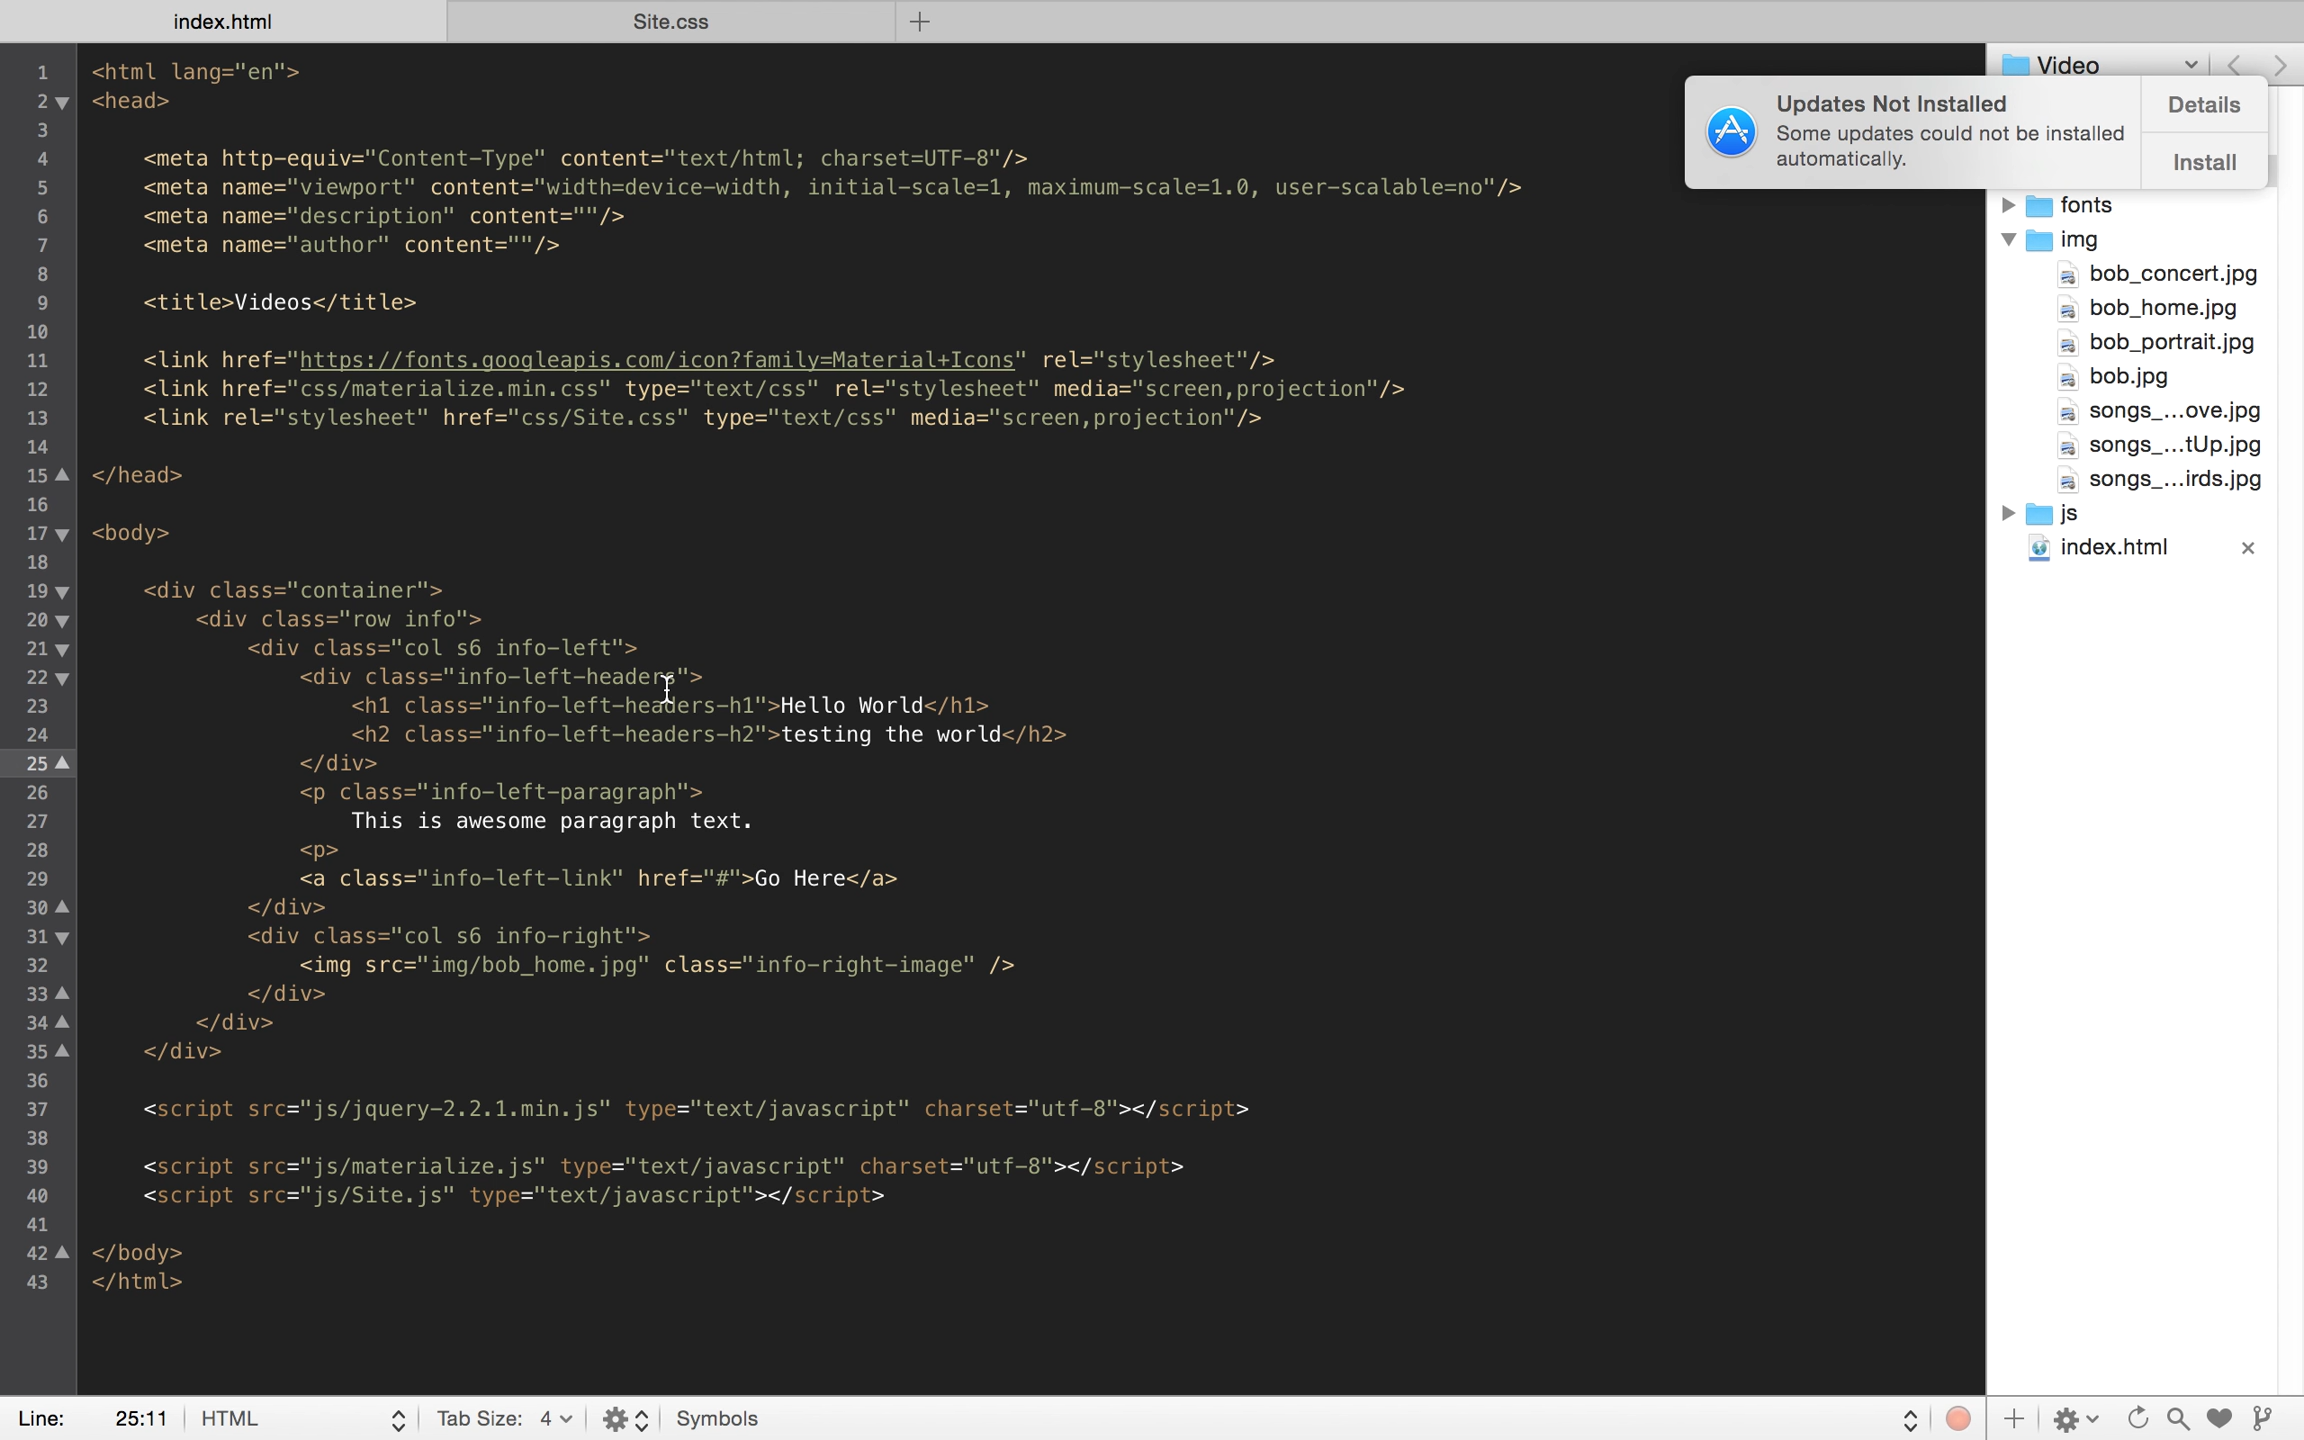 index.html
Site.css
1 <html lang="en">
2 <head>
3
4 <meta http-equiv="Content-Type" content="text/html; charset=UTF-8"/>
5 <meta name="viewport" content="width=device-width, initial-scale=1, maximum-scale=1.0, user-scalable=no"/>
6 <meta name="description" content=""/>
7 <meta name="author" content=""/>
8
9 <title>Videos</title>
10
11 <link href="https://fonts.googleapis.com/icon?family=Material+Icons" rel="stylesheet"/>
12 <link href="css/materialize.min.css" type="text/css" rel="stylesheet" media="screen,projection"/>
13 <link rel="stylesheet" href="css/Site.css" type="text/css" media="screen,projection"/>
14
15 </head>
16
17 <body>
18
19 <div class="container">
20 <div class="row info">
21 <div class="col s6 info-left">
22 <div class="info-left-headers">
23 <h1 class="info-left-headers-h1">Hello World</h1>
24 <h2 class="info-left-headers-h2">testing the world</h2>
25 </div>
26 <p class="info-left-paragraph">
27 This is awesome paragraph text.
28 <p>
29 <a class="info-left-link" href="#">Go Here</a>
30 </div>
31 <div class="col s6 info-right">
32 <img src="img/bob_home.jpg" class="info-right-image" />
33 </div>
34 </div>
35 </div>
36
37 <script src="js/jquery-2.2.1.min.js" type="text/javascript" charset="utf-8"></script>
38
39 <script src="js/materialize.js" type="text/javascript" charset="utf-8"></script>
40 <script src="js/Site.js" type="text/javascript"></script>
41
42 </body>
43 </html>
Video
Updates Not Installed
Some updates could not be installed
automatically.
Details
Install
fonts
img
bob_concert.jpg
bob_home.jpg
bob_portrait.jpg
bob.jpg
songs_...ove.jpg
songs_...tUp.jpg
songs_...irds.jpg
js
index.html
Line: 25:11 HTML Tab Size: 4 Symbols